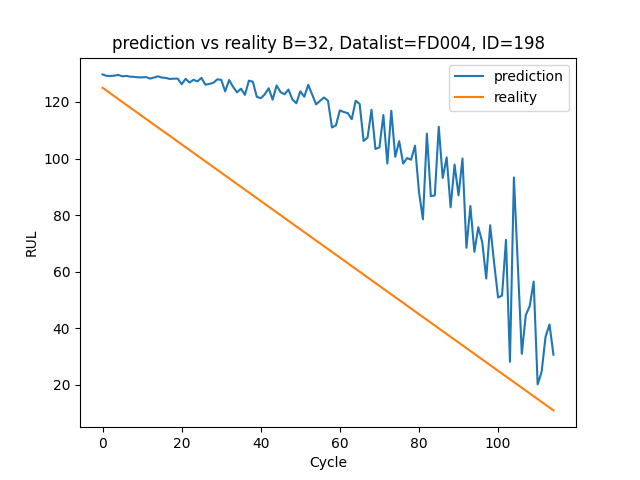 prediction vs reality B=32, Datalist=FD004, ID=198
prediction
reality
RUL
120
100
80
60
40
20
0 20 40 60 80 100
Cycle